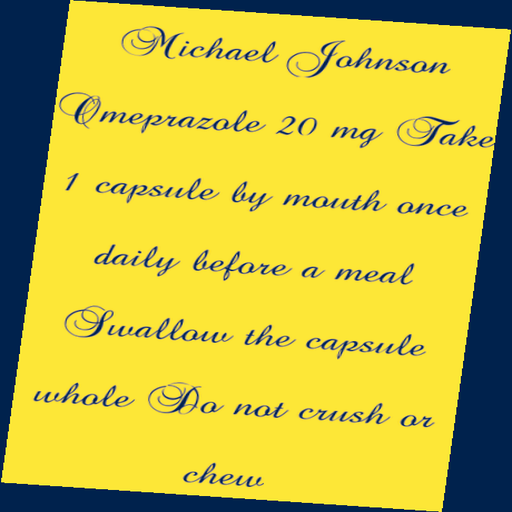 Michael Johnson
Omeprazole 20 mg Take
1 capsule by mouth once
daily before a meal
Swallow the capsule
whole Do not crush or
chew